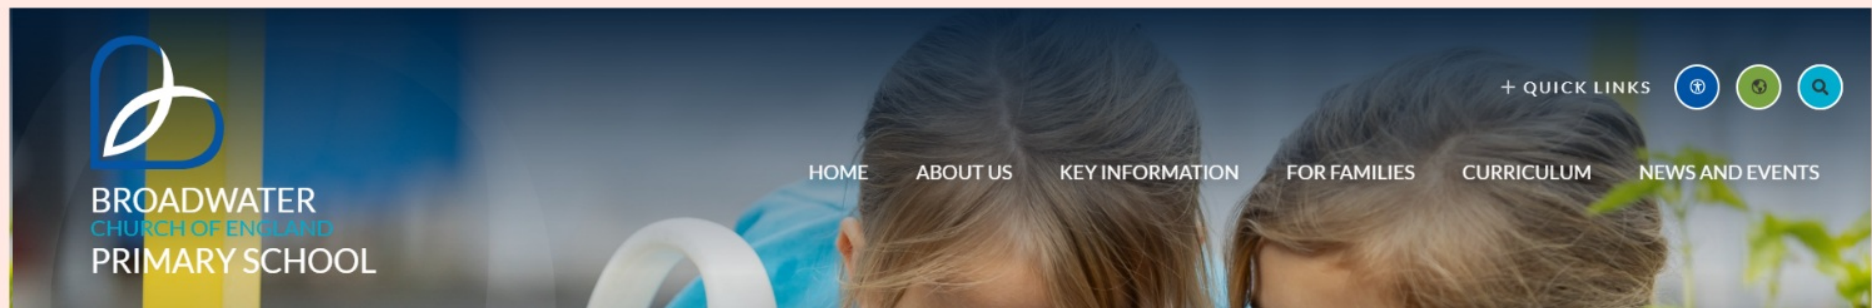 BROADWATER
CHURCH OF ENGLAND
PRIMARY SCHOOL
+ QUICK LINKS
HOME ABOUT US KEY INFORMATION FOR FAMILIES CURRICULUM NEWS AND EVENTS